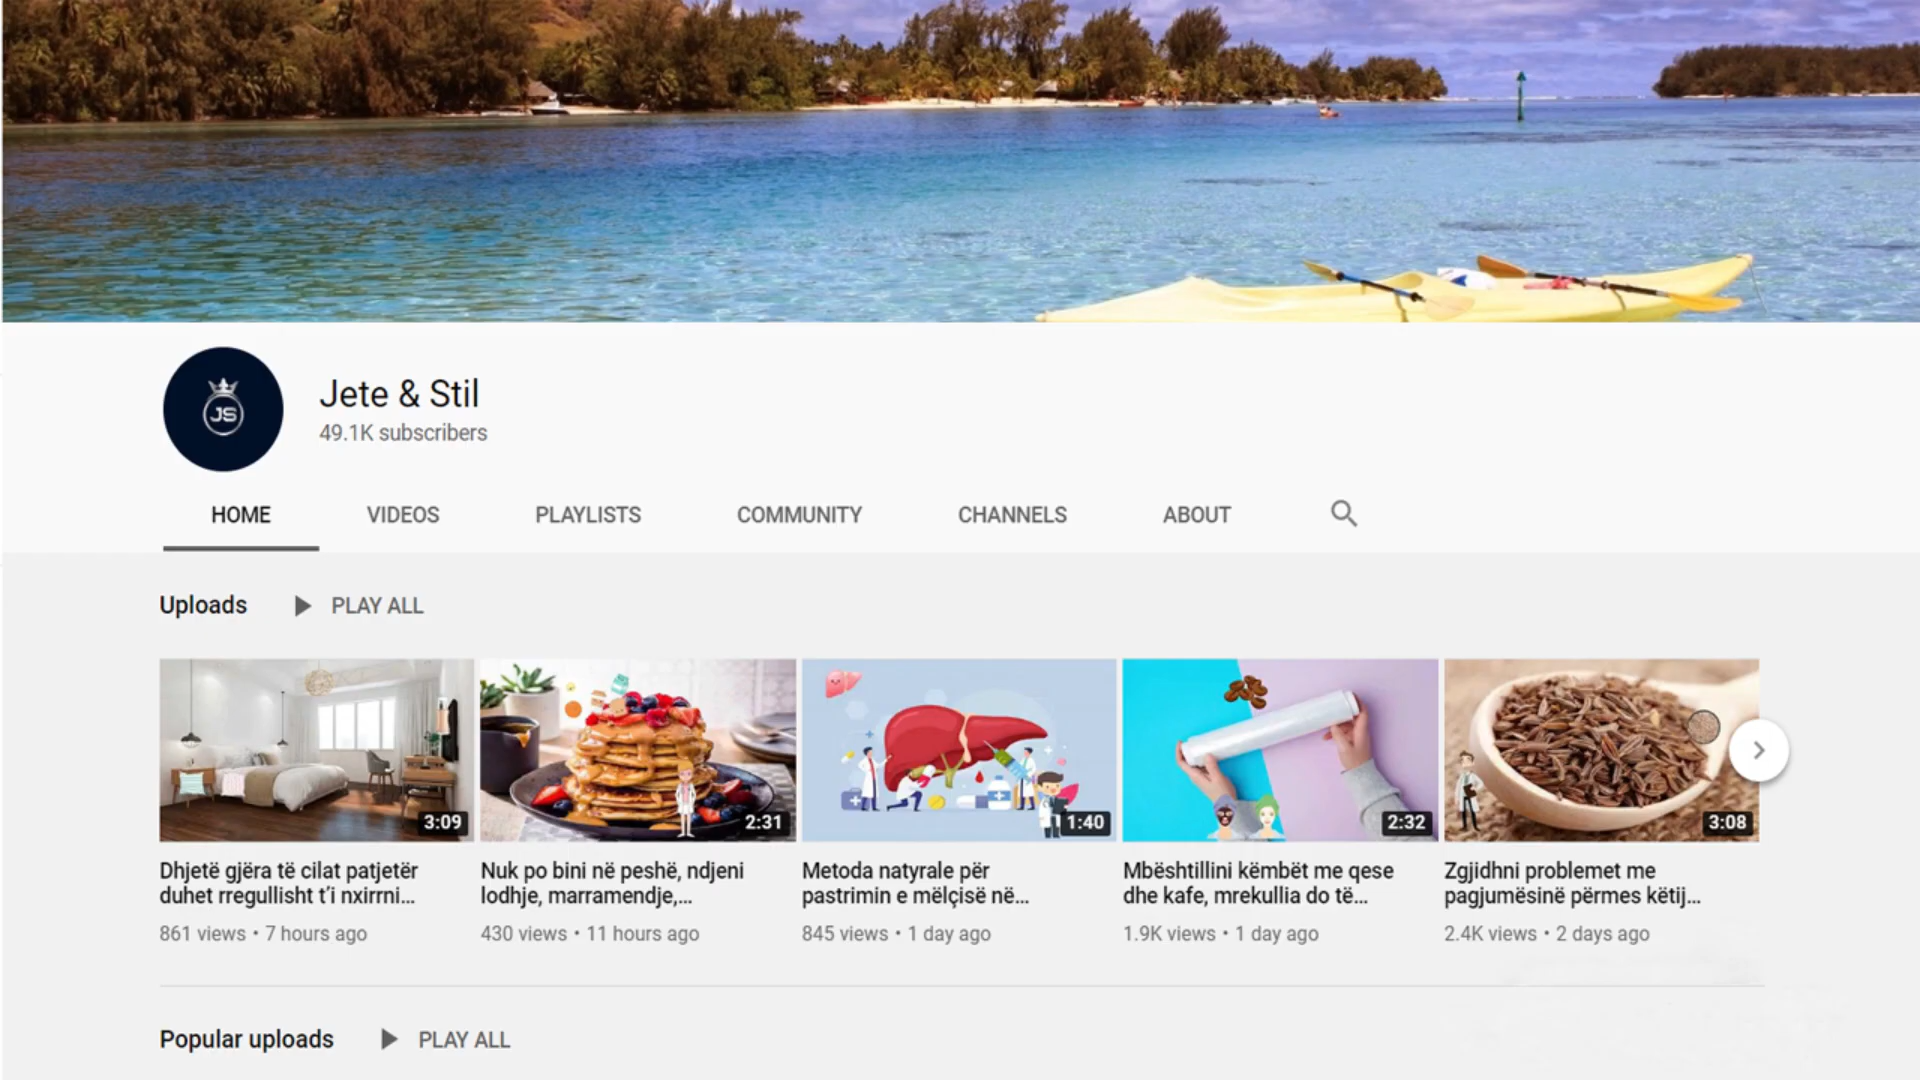 JS
Jete & Stil
49.1K subscribers
HOME VIDEOS PLAYLISTS COMMUNITY CHANNELS ABOUT
Uploads PLAY ALL
3:09 2:31 1:40 2:32 3:08
Dhjetë gjëra të cilat patjetër
duhet rregullisht t’i nxirrni...
861 views • 7 hours ago
Nuk po bini në peshë, ndjeni
lodhje, marramendje,...
430 views • 11 hours ago
Metoda natyrale për
pastrimin e mëlçisë në...
845 views • 1 day ago
Mbështillini këmbët me qese
dhe kafe, mrekullia do të...
1.9K views • 1 day ago
Zgjidhni problemet me
pagjumësinë përmes këtij...
2.4K views • 2 days ago
Popular uploads PLAY ALL